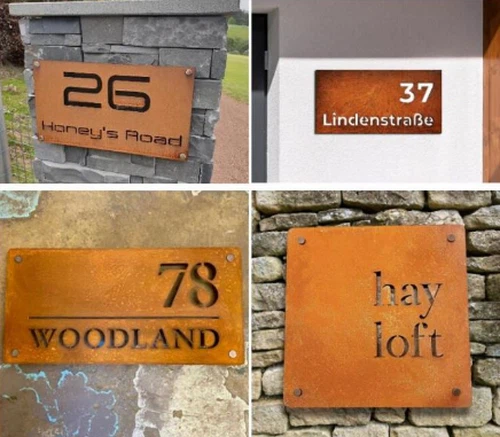 26
Honey's Road
37
Lindenstraße
78
WOODLAND
hay
loft